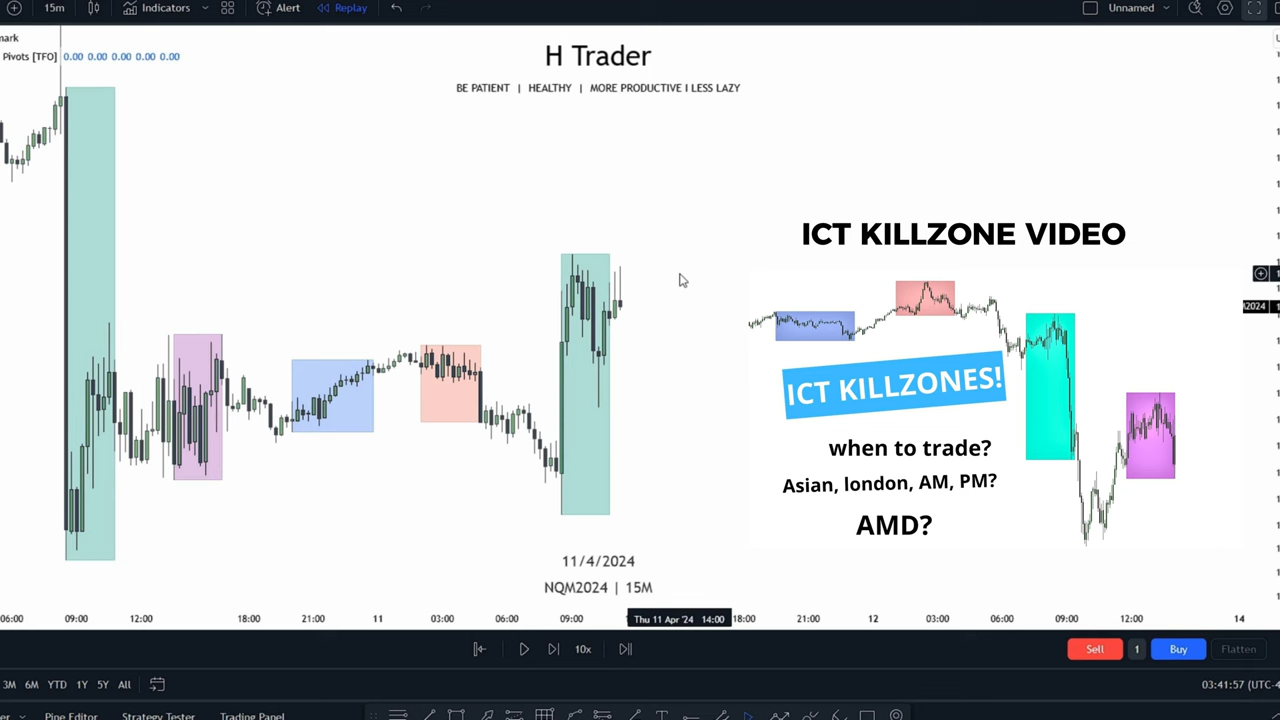 15m Indicators Alert Replay Unnamed
mark
Pivots [TFO] 0.00 0.00 0.00 0.00 0.00
H Trader
BE PATIENT | HEALTHY | MORE PRODUCTIVE I LESS LAZY
ICT KILLZONE VIDEO
2024
ICT KILLZONES!
when to trade?
Asian, london, AM, PM?
AMD?
11/4/2024
NQM2024 | 15M
06:00 09:00 12:00 18:00 21:00 11 03:00 06:00 09:00 Thu 11 Apr '24 14:00 18:00 21:00 12 03:00 06:00 09:00 12:00 14
10x Sell 1 Buy Flatten
3M 6M YTD 1Y 5Y All 03:41:57 (UTC-4
Pine Editor Strategy Tester Trading Panel